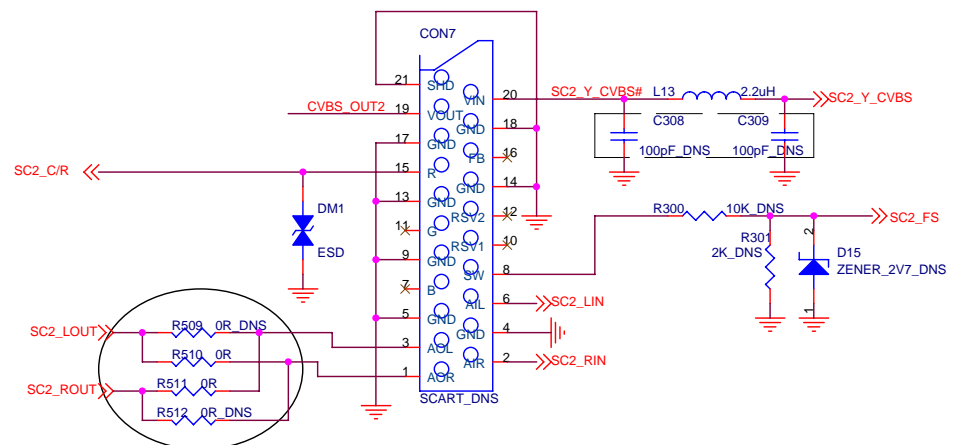 CON7
21 SHD
VIN 20 SC2_Y_CVBS# L13 2.2uH SC2_Y_CVBS
CVBS_OUT2 19 VOUT
GND 18
C308 C309
100pF_DNS 100pF_DNS
17 GND
FB 16
SC2_C/R 15 R
GND 14
13 GND
RSV2 12
R300 10K_DNS SC2_FS
DM1
ESD
11 G
RSV1 10
R301
2K_DNS
2
D15
ZENER_2V7_DNS
1
9 GND
SW 8
7 B
AIL 6 SC2_LIN
5 GND
GND 4
SC2_LOUT R509 0R_DNS
3 AOL
AIR 2 SC2_RIN
R510 0R
1 AOR
SC2_ROUT R511 0R
SCART_DNS
R512 0R_DNS